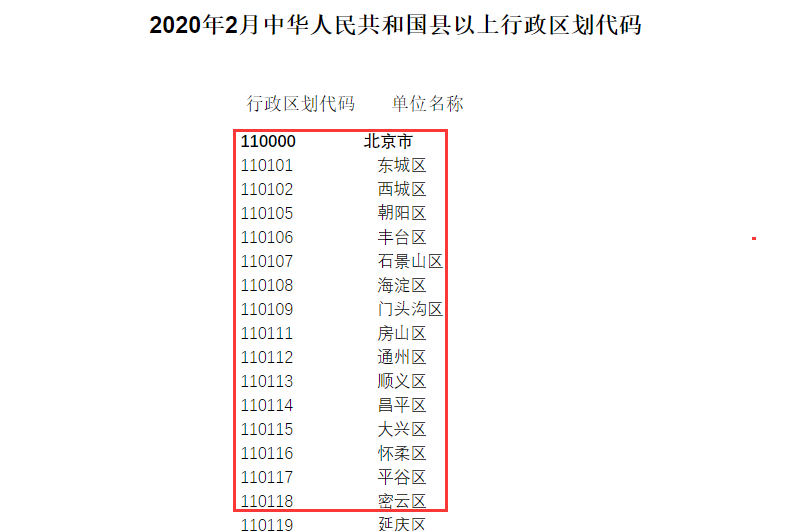 2020年2月中华人民共和国县以上行政区划代码
行政区划代码 单位名称
110000 北京市
110101 东城区
110102 西城区
110105 朝阳区
110106 丰台区
110107 石景山区
110108 海淀区
110109 门头沟区
110111 房山区
110112 通州区
110113 顺义区
110114 昌平区
110115 大兴区
110116 怀柔区
110117 平谷区
110118 密云区
110119 延庆区